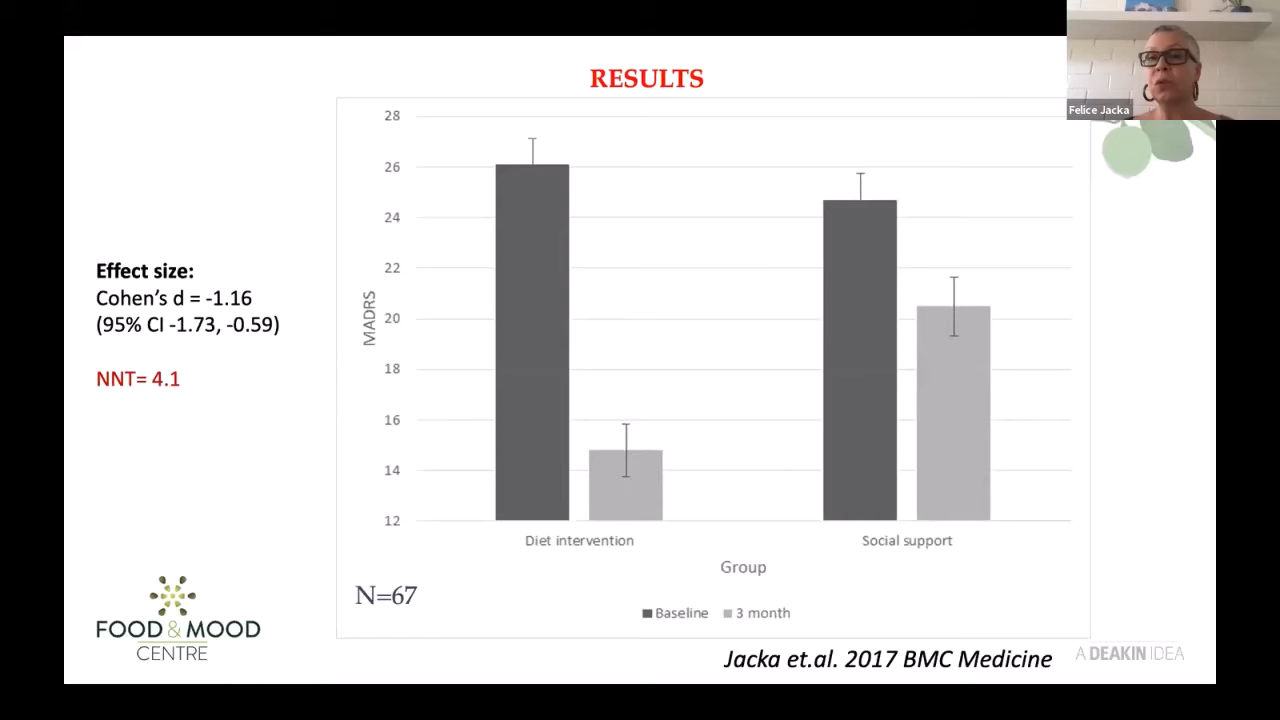 RESULTS
Felice Jacka
Effect size:
Cohen's d = -1.16
(95% CI -1.73, -0.59)
NNT= 4.1
28
26
24
22
20
18
16
14
12
MADRS
Diet intervention
Social support
Group
N=67
Baseline
3 month
FOOD & MOOD
CENTRE
Jacka et.al. 2017 BMC Medicine
A DEAKIN IDEA